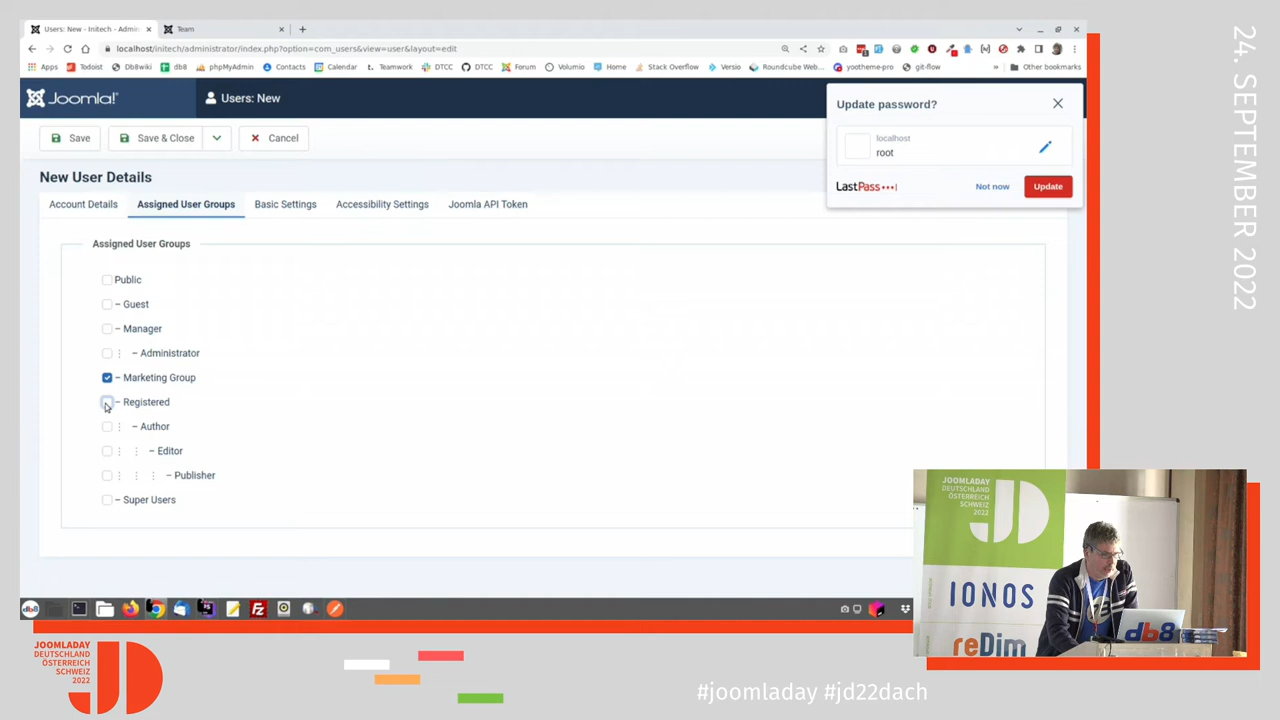 Users: New - Initech - Admin
Team
localhost/initech/administrator/index.php?option=com_users&view=user&layout=edit
Apps
Todoist
Db8wiki
db8
phpMyAdmin
Contacts
Calendar
Teamwork
DTCC
DTCC
Forum
Volumio
Home
Stack Overflow
Versio
Roundcube Web...
yootheme-pro
git-flow
»
Other bookmarks
Joomla!
Users: New
Save
Save & Close
Cancel
Update password?
localhost
root
LastPass
Not now
Update
New User Details
Account Details
Assigned User Groups
Basic Settings
Accessibility Settings
Joomla API Token
Assigned User Groups
Public
– Guest
– Manager
– Administrator
– Marketing Group
– Registered
– Author
– Editor
– Publisher
– Super Users
24. SEPTEMBER 2022
JOOMLADAY
DEUTSCHLAND
ÖSTERREICH
SCHWEIZ
2022
JD
IONOS
reDim
db8
db8
JOOMLADAY
DEUTSCHLAND
ÖSTERREICH
SCHWEIZ
2022
JD
#joomladay #jd22dach